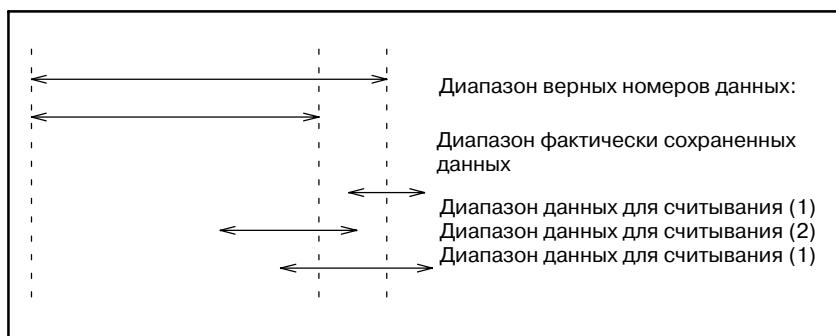 Диапазон верных номеров данных:
Диапазон фактически сохраненных
данных
Диапазон данных для считывания (1)
Диапазон данных для считывания (2)
Диапазон данных для считывания (1)